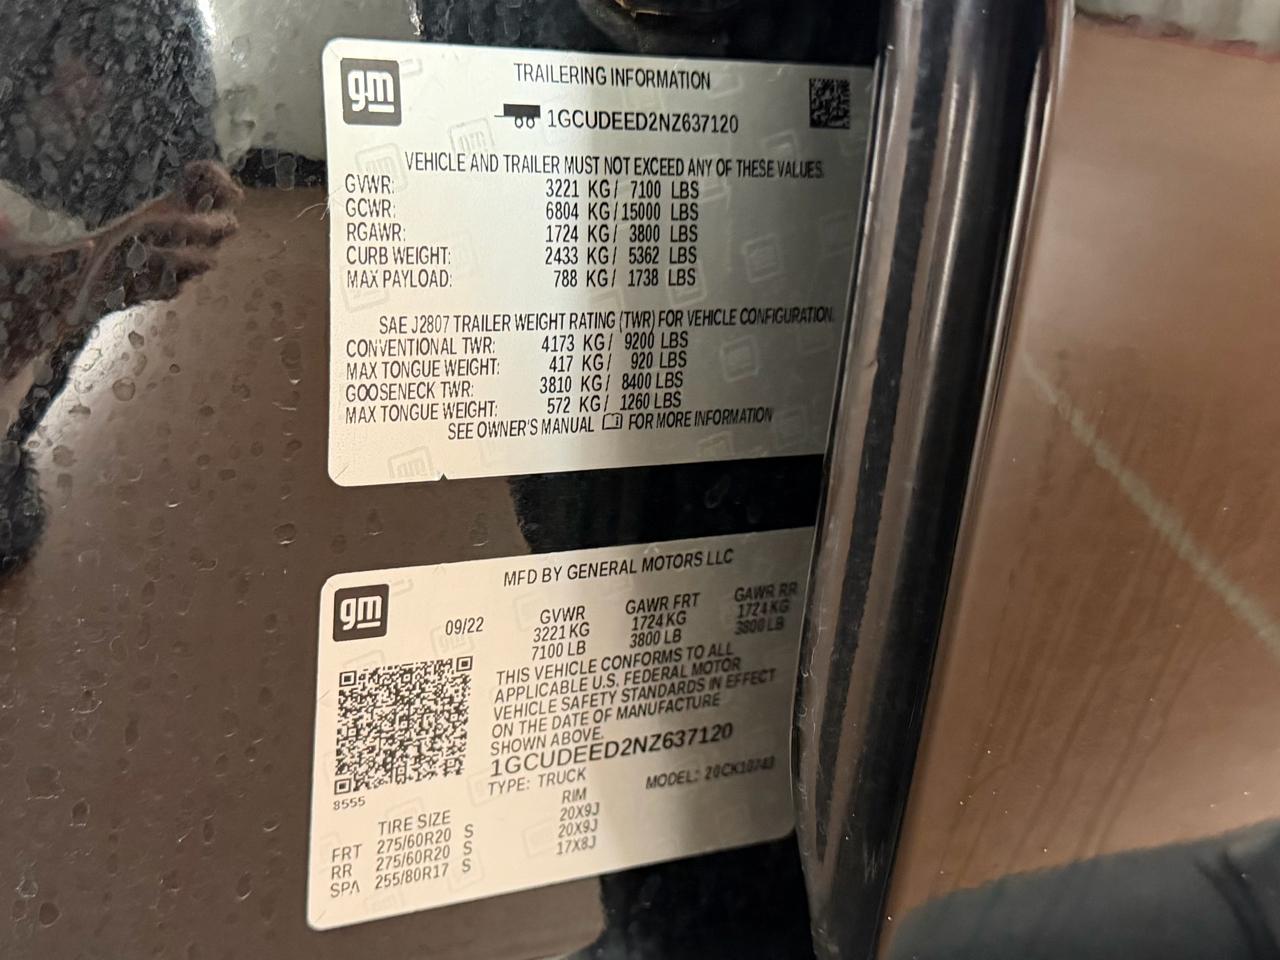 gm
TRAILERING INFORMATION
1GCUDEED2NZ637120
VEHICLE AND TRAILER MUST NOT EXCEED ANY OF THESE VALUES.
GVWR: 3221 KG/ 7100 LBS
GCWR: 6804 KG/15000 LBS
RGAWR: 1724 KG/ 3800 LBS
CURB WEIGHT: 2433 KG/ 5362 LBS
MAX PAYLOAD: 788 KG/ 1738 LBS
SAE J2807 TRAILER WEIGHT RATING (TWR) FOR VEHICLE CONFIGURATION.
CONVENTIONAL TWR: 4173 KG/ 9200 LBS
MAX TONGUE WEIGHT: 417 KG/ 920 LBS
GOOSENECK TWR: 3810 KG/ 8400 LBS
MAX TONGUE WEIGHT: 572 KG/ 1260 LBS
SEE OWNER'S MANUAL FOR MORE INFORMATION
gm
MFD BY GENERAL MOTORS LLC
09/22
GVWR GAWR FRT GAWR RR
3221 KG 1724 KG 1724 KG
7100 LB 3800 LB 3800 LB
THIS VEHICLE CONFORMS TO ALL
APPLICABLE U.S. FEDERAL MOTOR
VEHICLE SAFETY STANDARDS IN EFFECT
ON THE DATE OF MANUFACTURE
SHOWN ABOVE.
1GCUDEED2NZ637120
TYPE: TRUCK MODEL: 20CK10743
8555
TIRE SIZE RIM
FRT 275/60R20 S 20X9J
RR 275/60R20 S 20X9J
SPA 255/80R17 S 17X8J